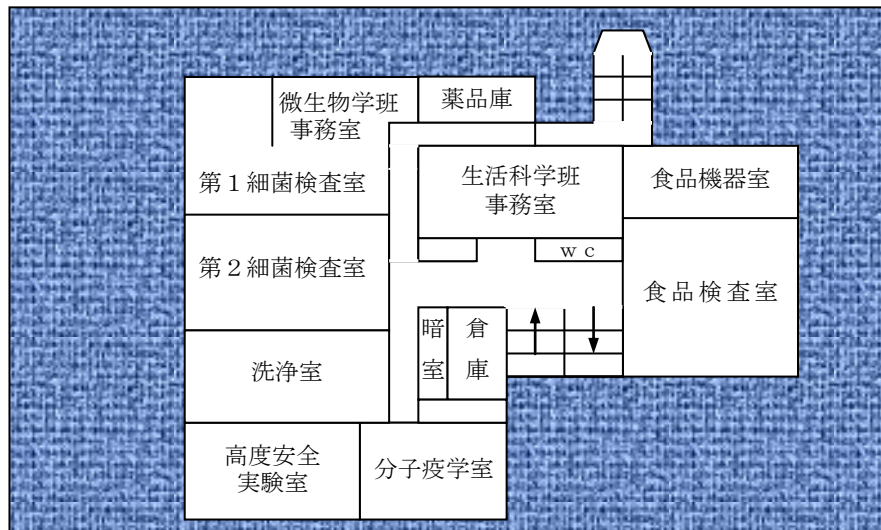 微生物学班
事務室
薬品庫
第１細菌検査室
生活科学班
事務室
食品機器室
第２細菌検査室
ｗｃ
食品検査室
暗室
倉庫
洗浄室
高度安全
実験室
分子疫学室